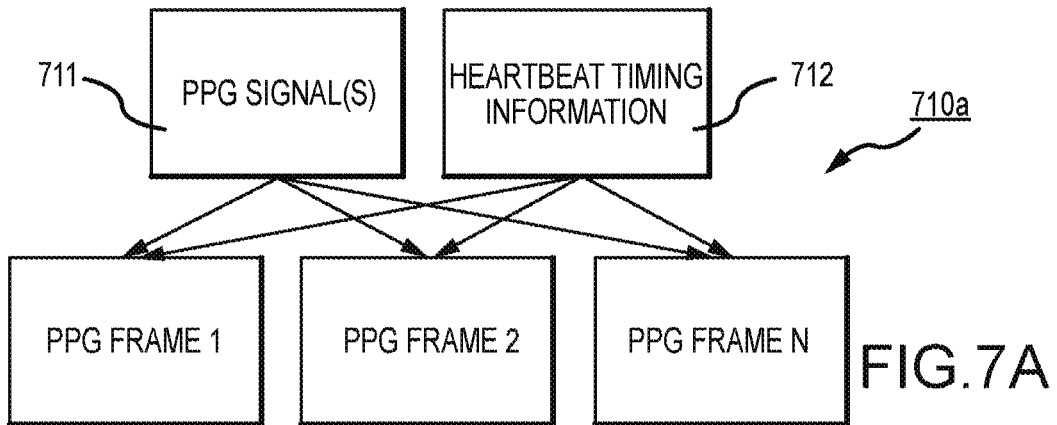 711
PPG SIGNAL(S)
HEARTBEAT TIMING
INFORMATION
712
710a
PPG FRAME 1
PPG FRAME 2
PPG FRAME N
FIG.7A